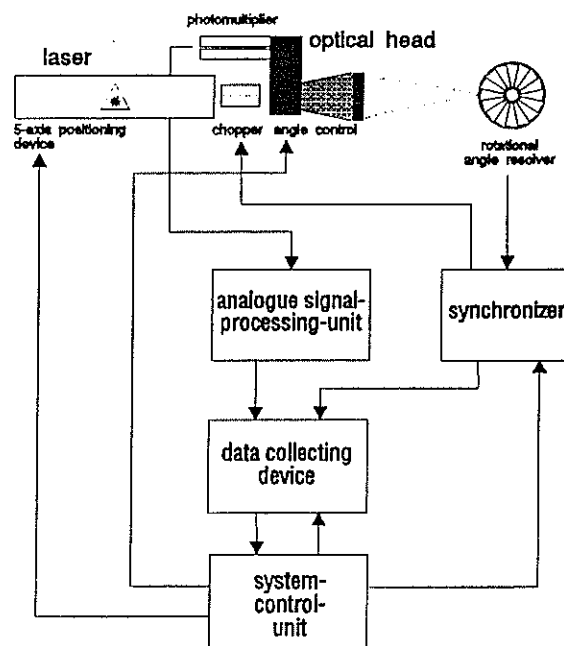 photomultiplier
optical head
laser
5-axis positioning
device
chopper
angle control
rotational
angle resolver
analogue signal-
processing-unit
synchronizer
data collecting
device
system-
control-
unit